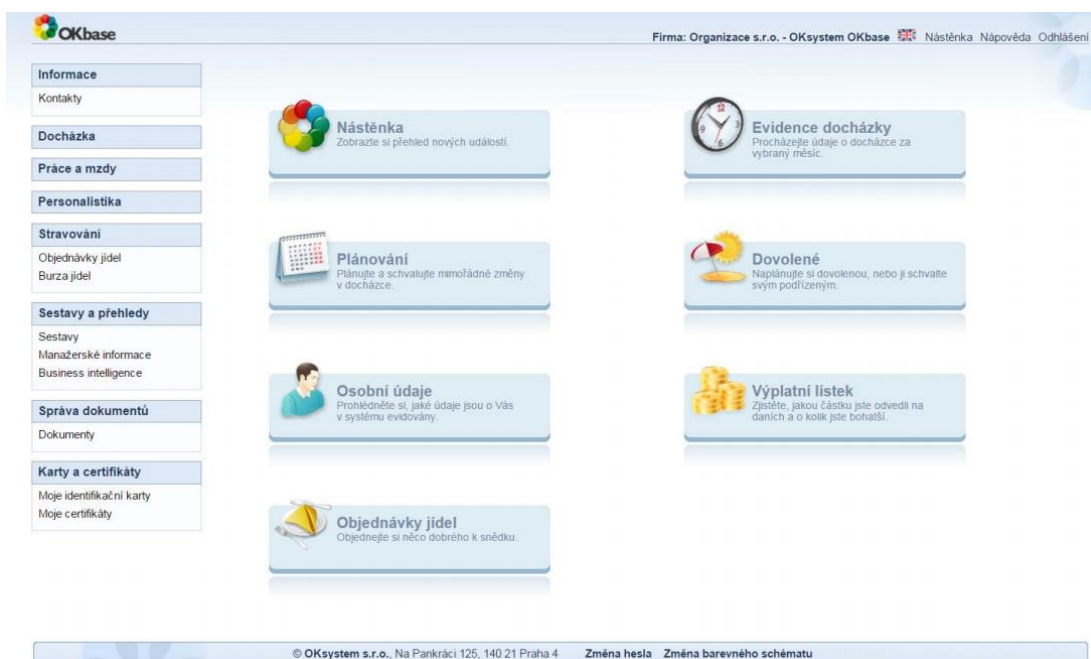 OKbase
Firma: Organizace s.r.o. - OKsystem OKbase Nástěnka Nápověda Odhlášení
Informace
Kontakty
Docházka
Práce a mzdy
Personalistika
Stravování
Objednávky jídel
Burza jídel
Sestavy a přehledy
Sestavy
Manažerské informace
Business intelligence
Správa dokumentů
Dokumenty
Karty a certifikáty
Moje identifikační karty
Moje certifikáty
Nástěnka
Zobrazte si přehled nových událostí.
12
3
6
9
Evidence docházky
Procházejte údaje o docházce za
vybraný měsíc.
Plánování
Plánujte a schvalujte mimořádné změny
v docházce.
Dovolené
Naplánujte si dovolenou, nebo ji schvalte
svým podřízeným.
Osobní údaje
Prohlédněte si, jaké údaje jsou o Vás
v systému evidovány.
Výplatní lístek
Zjistěte, jakou částku jste odvedli na
daních a o kolik jste bohatší.
Objednávky jídel
Objednejte si něco dobrého k snědku.
© OKsystem s.r.o., Na Pankráci 125, 140 21 Praha 4 Změna hesla Změna barevného schématu